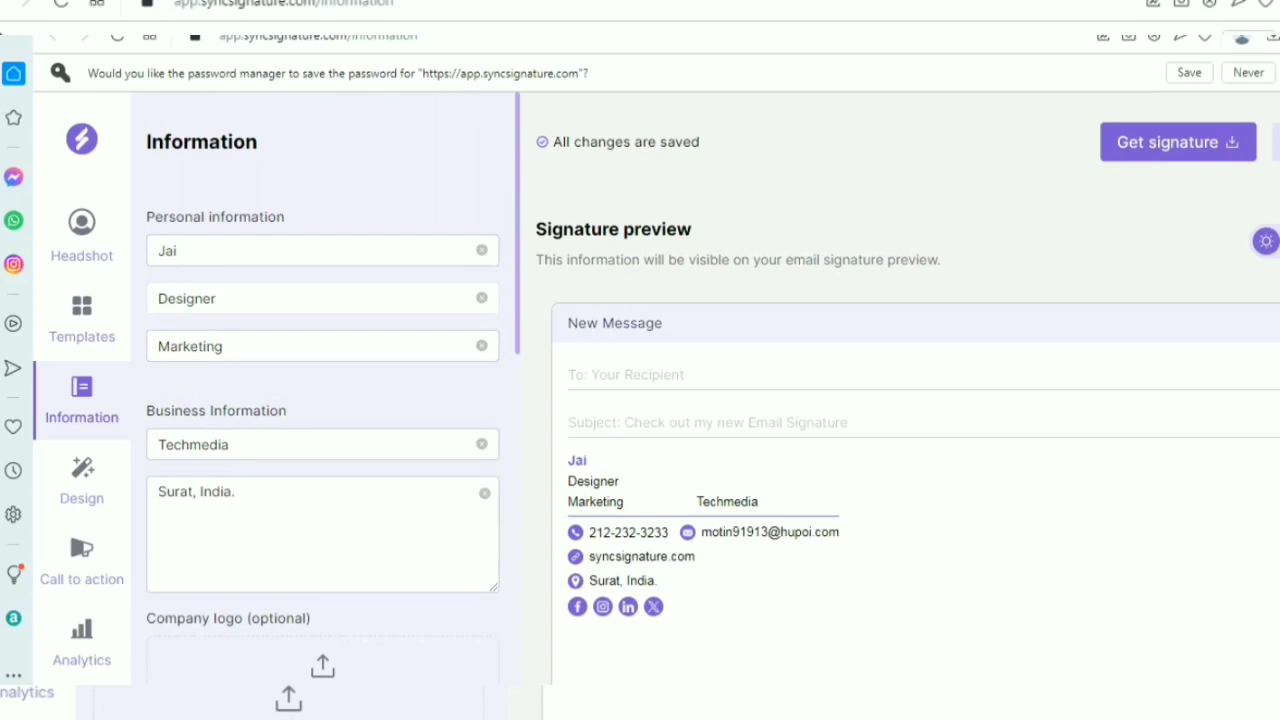 app.syncsignature.com/information
app.syncsignature.com/information
Would you like the password manager to save the password for "https://app.syncsignature.com"?
Save
Never
Information
All changes are saved
Get signature
Headshot
Templates
Information
Design
Call to action
Analytics
Personal information
Jai
Designer
Marketing
Business Information
Techmedia
Surat, India.
Company logo (optional)
Signature preview
This information will be visible on your email signature preview.
New Message
To: Your Recipient
Subject: Check out my new Email Signature
Jai
Designer
Marketing Techmedia
212-232-3233 motin91913@hupoi.com
syncsignature.com
Surat, India.
nalytics